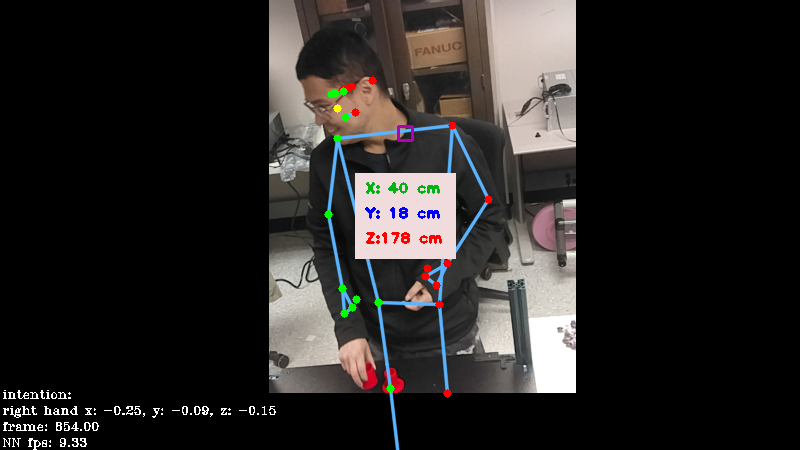 FANUC
X: 40 cm
Y: 18 cm
Z:178 cm
intention:
right hand x: -0.25, y: -0.09, z: -0.15
frame: 854.00
NN fps: 9.33